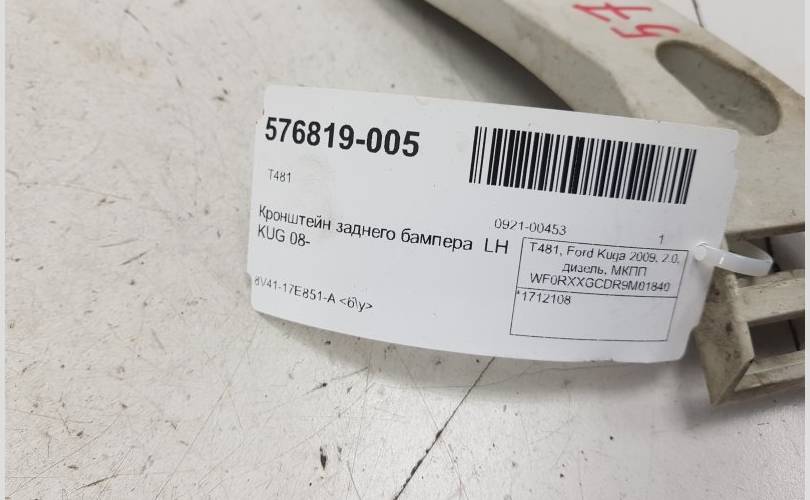 57
576819-005
T481
0921-00453
1
Кронштейн заднего бампера LH
KUG 08-
8V41-17E851-A <б\у>
T481, Ford Kuga 2009, 2.0,
дизель, МКПП
WF0RXXGCDR9M01840
*1712108